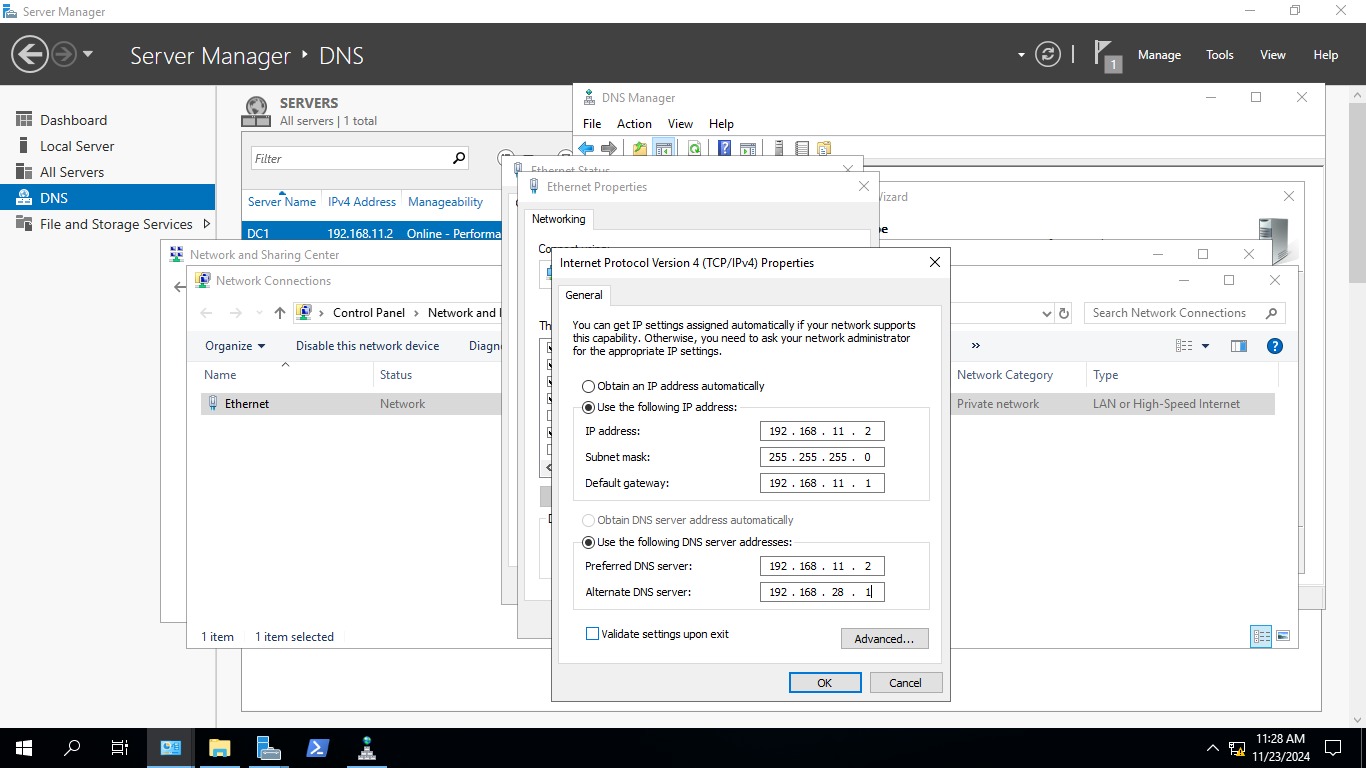 Server Manager
Server Manager • DNS
1
Manage
Tools
View
Help
Dashboard
Local Server
All Servers
DNS
File and Storage Services
SERVERS
All servers | 1 total
Filter
Server Name
IPv4 Address
Manageability
DC1
192.168.11.2
Online - Performa
DNS Manager
File
Action
View
Help
Ethernet Status
Ethernet Properties
Networking
Connect using:
Network and Sharing Center
Network Connections
Control Panel
Network and
Search Network Connections
Organize
Disable this network device
Diagn
»
Name
Status
Network Category
Type
Ethernet
Network
Private network
LAN or High-Speed Internet
1 item
1 item selected
Internet Protocol Version 4 (TCP/IPv4) Properties
General
You can get IP settings assigned automatically if your network supports
this capability. Otherwise, you need to ask your network administrator
for the appropriate IP settings.
Obtain an IP address automatically
Use the following IP address:
IP address:
192 . 168 . 11 . 2
Subnet mask:
255 . 255 . 255 . 0
Default gateway:
192 . 168 . 11 . 1
Obtain DNS server address automatically
Use the following DNS server addresses:
Preferred DNS server:
192 . 168 . 11 . 2
Alternate DNS server:
192 . 168 . 28 . 1
Validate settings upon exit
Advanced...
OK
Cancel
11:28 AM
11/23/2024